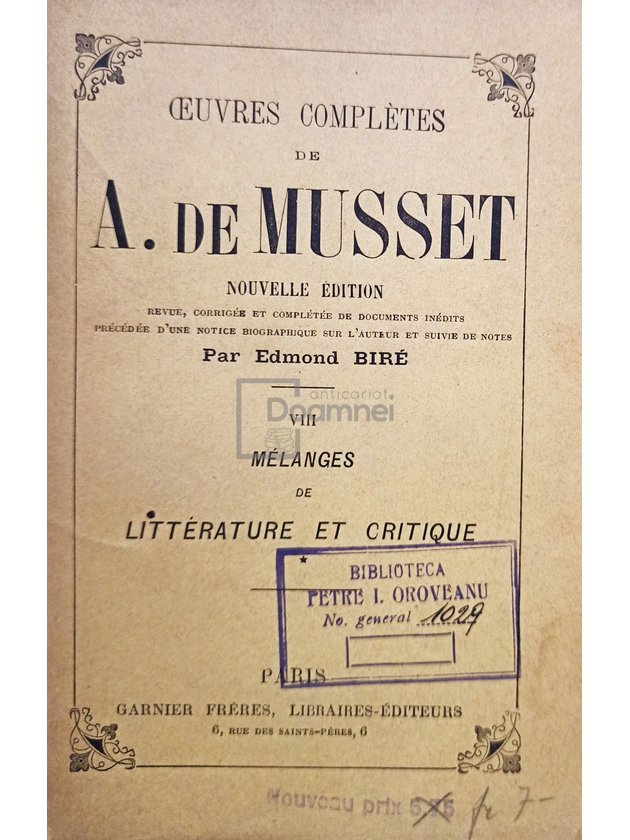 ŒUVRES COMPLÈTES
DE
A. DE MUSSET
NOUVELLE ÉDITION
REVUE, CORRIGÉE ET COMPLÉTÉE DE DOCUMENTS INÉDITS
PRÉCÉDÉE D'UNE NOTICE BIOGRAPHIQUE SUR L'AUTEUR ET SUIVIE DE NOTES
Par Edmond BIRÉ
anticariat
Doamnei
VIII
MÉLANGES
DE
LITTÉRATURE ET CRITIQUE
BIBLIOTECA
PETRE I. OROVEANU
No. general 1029
PARIS
GARNIER FRÈRES, LIBRAIRES-ÉDITEURS
6, RUE DES SAINTS-PÈRES, 6
Nouveau prix fr 7-